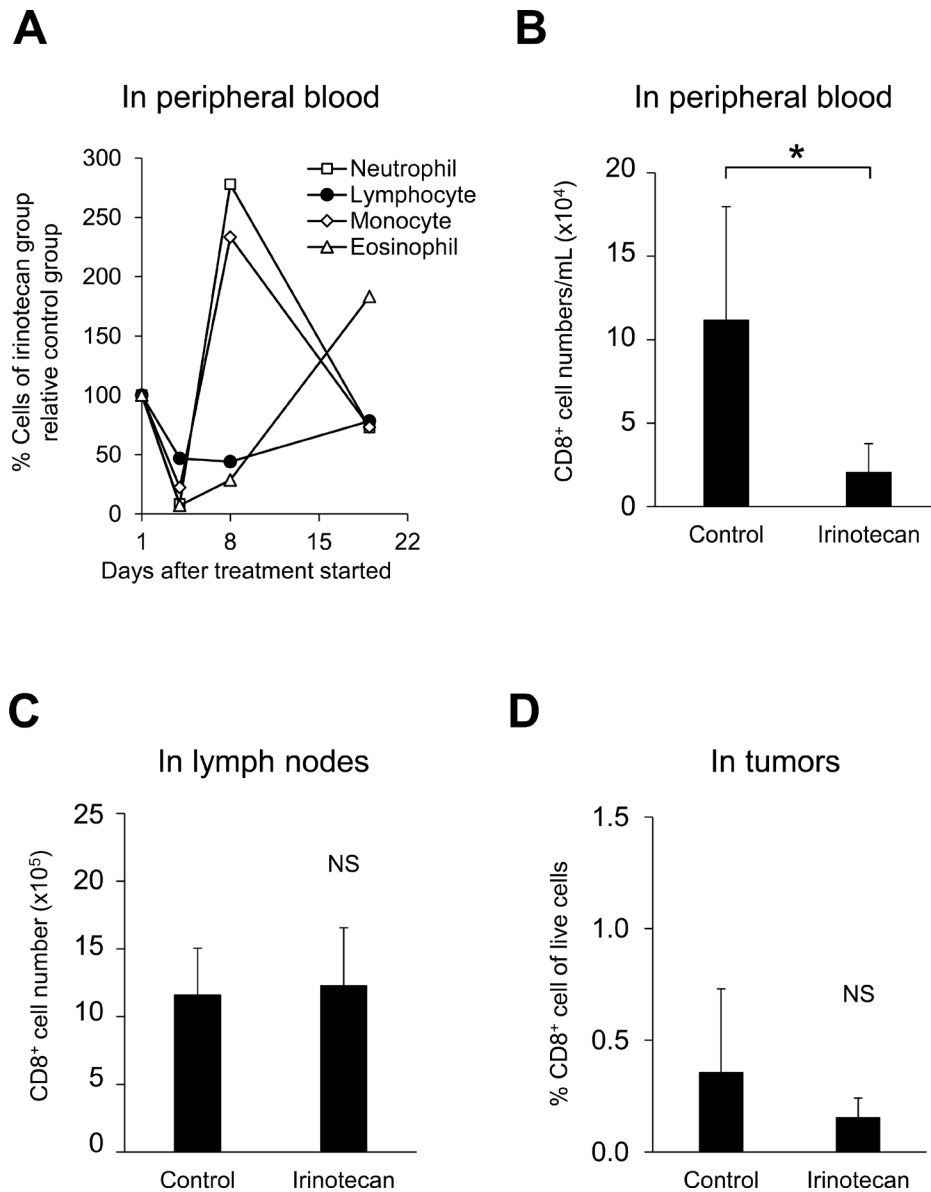 A
In peripheral blood
% Cells of irinotecan group
relative control group
300
250
200
150
100
50
0
1
8
15
22
Days after treatment started
Neutrophil
Lymphocyte
Monocyte
Eosinophil
B
In peripheral blood
CD8⁺ cell numbers/mL (x10⁴)
20
15
10
5
0
*
Control
Irinotecan
C
In lymph nodes
CD8⁺ cell number (x10⁵)
25
20
15
10
5
0
NS
Control
Irinotecan
D
In tumors
% CD8⁺ cell of live cells
1.5
1.0
0.5
0.0
NS
Control
Irinotecan